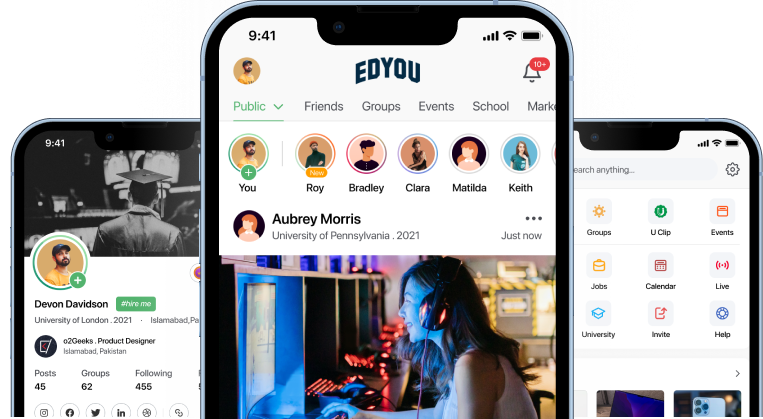 9:41
EDYOU
10+
Public
Friends
Groups
Events
School
Marke
You
New
Roy
Bradley
Clara
Matilda
Keith
Aubrey Morris
University of Pennsylvania . 2021
Just now
9:41
Devon Davidson
#hire me
University of London . 2021 · Islamabad,Pa
o2Geeks . Product Designer
Islamabad, Pakistan
Posts
Groups
Following
45
62
455
earch anything...
Groups
U Clip
Events
Jobs
Calendar
Live
University
Invite
Help